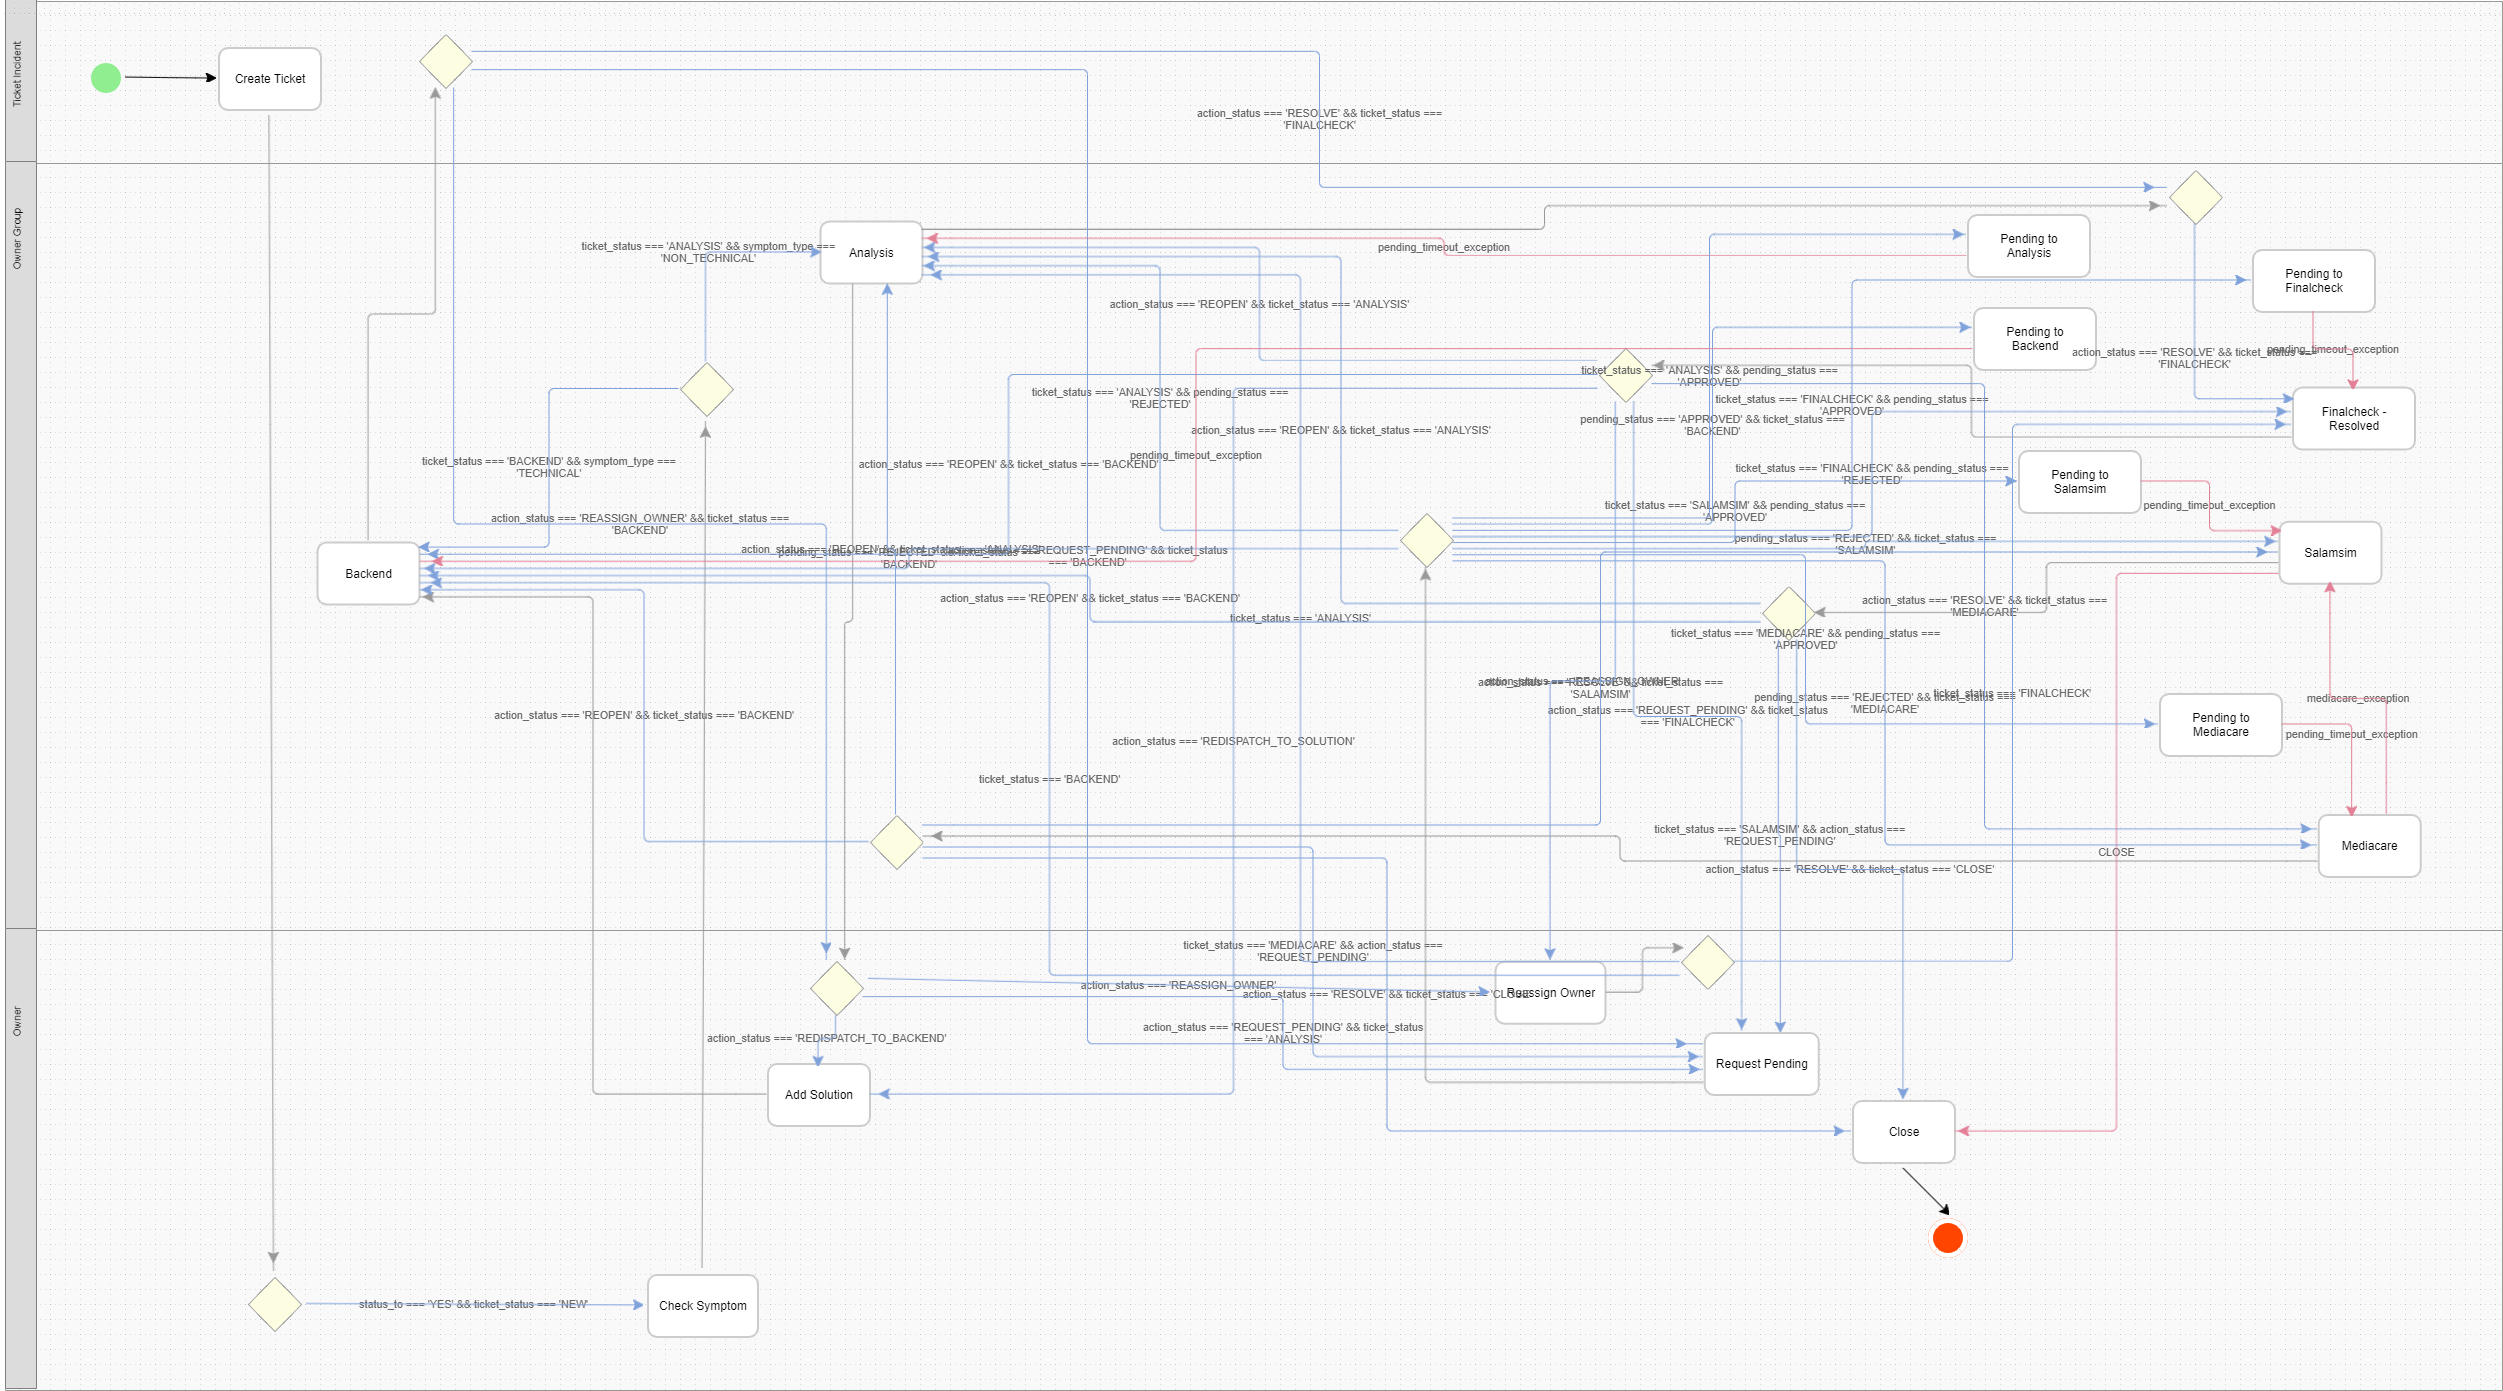 Ticket Incident
Create Ticket
action_status === 'RESOLVE' && ticket_status ===
'FINALCHECK'
Owner Group
ticket_status === 'ANALYSIS' && symptom_type ===
'NON_TECHNICAL'
Analysis
pending_timeout_exception
Pending to
Analysis
Pending to
Finalcheck
action_status === 'REOPEN' && ticket_status === 'ANALYSIS'
Pending to
Backend
action_status === 'RESOLVE' && ticket_status ===
'FINALCHECK'
pending_timeout_exception
ticket_status === 'ANALYSIS' && pending_status ===
'APPROVED'
ticket_status === 'ANALYSIS' && pending_status ===
'REJECTED'
ticket_status === 'FINALCHECK' && pending_status ===
'APPROVED'
Finalcheck -
Resolved
pending_status === 'APPROVED' && ticket_status ===
'BACKEND'
action_status === 'REOPEN' && ticket_status === 'ANALYSIS'
pending_timeout_exception
ticket_status === 'BACKEND' && symptom_type ===
'TECHNICAL'
action_status === 'REOPEN' && ticket_status === 'BACKEND'
ticket_status === 'FINALCHECK' && pending_status ===
'REJECTED'
Pending to
Salamsim
pending_timeout_exception
ticket_status === 'SALAMSIM' && pending_status ===
'APPROVED'
action_status === 'REASSIGN_OWNER' && ticket_status ===
'BACKEND'
pending_status === 'REJECTED' && ticket_status ===
'SALAMSIM'
action_status === 'REOPEN' && ticket_status === 'ANALYSIS'
pending_status === 'REJECTED' && ticket_status ===
'BACKEND'
action_status === 'REQUEST_PENDING' && ticket_status
=== 'BACKEND'
Salamsim
Backend
action_status === 'REOPEN' && ticket_status === 'BACKEND'
action_status === 'RESOLVE' && ticket_status ===
'MEDIACARE'
ticket_status === 'ANALYSIS'
ticket_status === 'MEDIACARE' && pending_status ===
'APPROVED'
action_status === 'REASSIGN_OWNER'
action_status === 'RESOLVE' && ticket_status ===
'SALAMSIM'
pending_status === 'REJECTED' && ticket_status ===
'MEDIACARE'
ticket_status === 'FINALCHECK'
mediacare_exception
action_status === 'REQUEST_PENDING' && ticket_status
=== 'FINALCHECK'
action_status === 'REOPEN' && ticket_status === 'BACKEND'
Pending to
Mediacare
pending_timeout_exception
action_status === 'REDISPATCH_TO_SOLUTION'
ticket_status === 'BACKEND'
ticket_status === 'SALAMSIM' && action_status ===
'REQUEST_PENDING'
CLOSE
Mediacare
action_status === 'RESOLVE' && ticket_status === 'CLOSE'
Owner
ticket_status === 'MEDIACARE' && action_status ===
'REQUEST_PENDING'
action_status === 'REASSIGN_OWNER'
action_status === 'RESOLVE' && ticket_status === 'CLOSE'
Reassign Owner
action_status === 'REQUEST_PENDING' && ticket_status
=== 'ANALYSIS'
action_status === 'REDISPATCH_TO_BACKEND'
Request Pending
Add Solution
Close
status_to === 'YES' && ticket_status === 'NEW'
Check Symptom